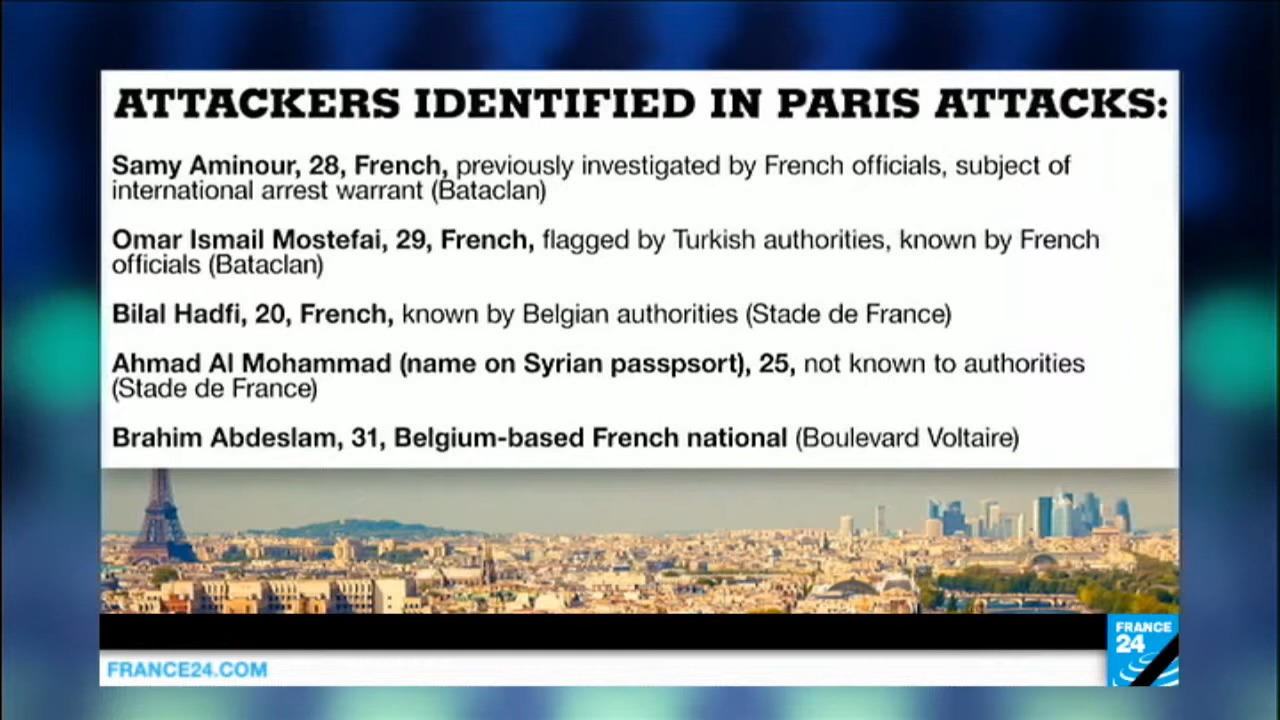 ATTACKERS IDENTIFIED IN PARIS ATTACKS:
Samy Aminour, 28, French, previously investigated by French officials, subject of
international arrest warrant (Bataclan)
Omar Ismail Mostefai, 29, French, flagged by Turkish authorities, known by French
officials (Bataclan)
Bilal Hadfi, 20, French, known by Belgian authorities (Stade de France)
Ahmad Al Mohammad (name on Syrian passpsort), 25, not known to authorities
(Stade de France)
Brahim Abdeslam, 31, Belgium-based French national (Boulevard Voltaire)
FRANCE
24
FRANCE24.COM